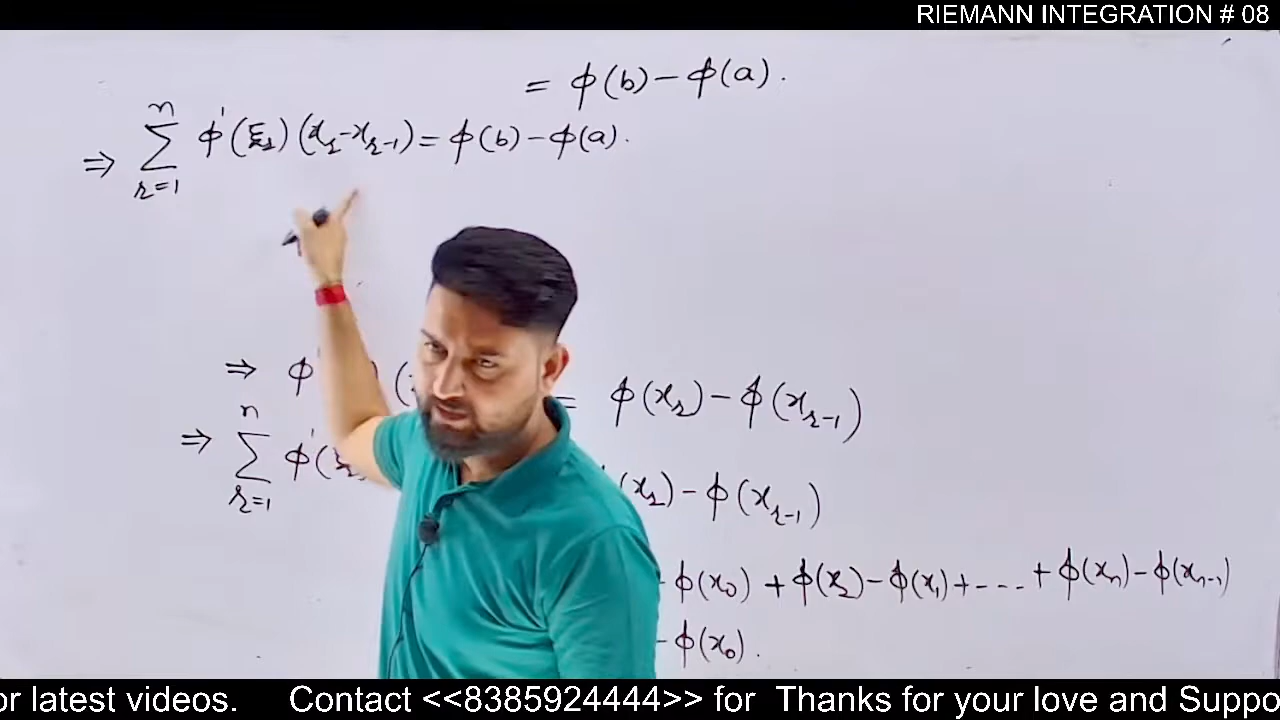 RIEMANN INTEGRATION # 08
= ϕ(b) − ϕ(a).
⇒ ∑_{r=1}^{n} ϕ'(ξ_r)(x_r − x_{r−1}) = ϕ(b) − ϕ(a).
⇒ ϕ' ( = ϕ(x_r) − ϕ(x_{r−1})
⇒ ∑_{r=1}^{n} ϕ'(ξ (x_r) − ϕ(x_{r−1})
− ϕ(x_0) + ϕ(x_2) − ϕ(x_1) + --- + ϕ(x_n) − ϕ(x_{n−1})
− ϕ(x_0).
or latest videos. Contact <<8385924444>> for Thanks for your love and Suppo